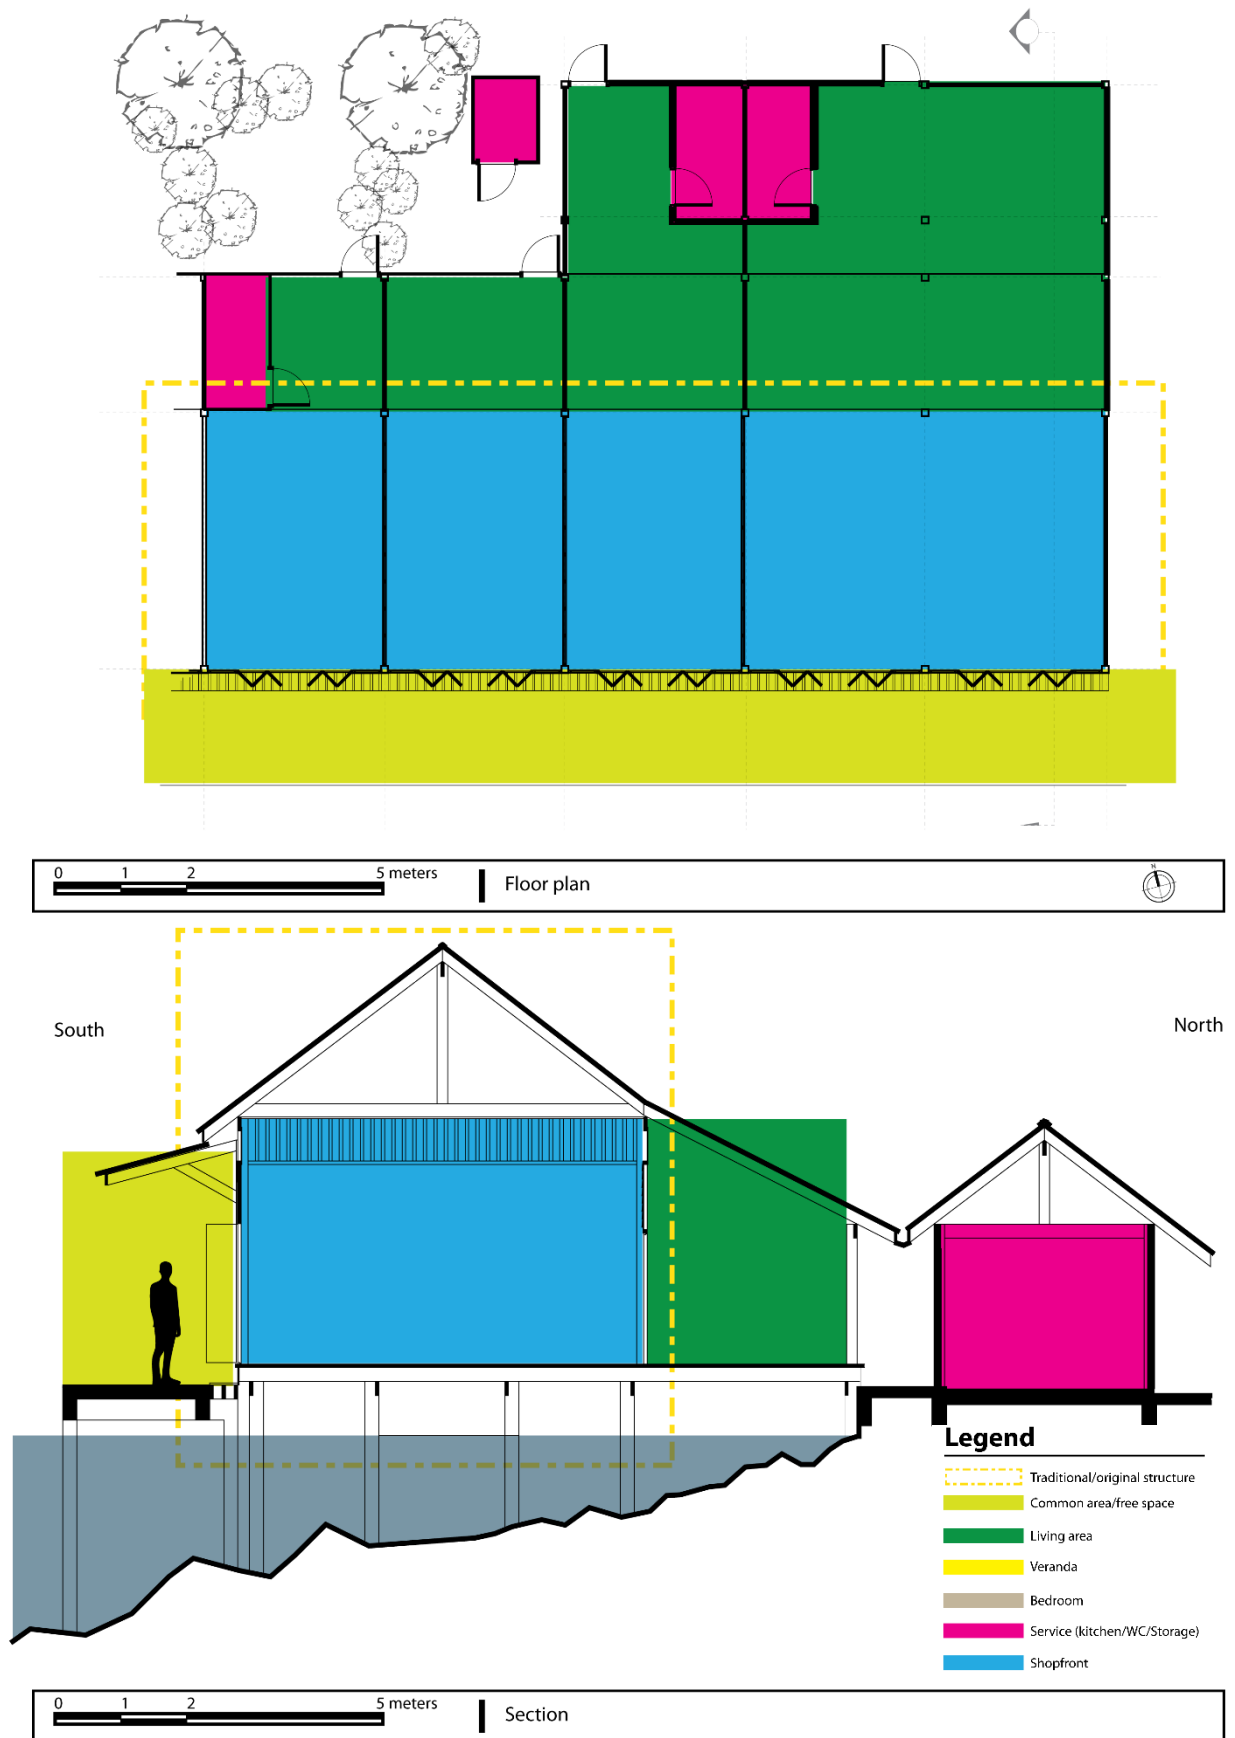 0 1 2 5 meters
Floor plan
N
South
North
Legend
Traditional/original structure
Common area/free space
Living area
Veranda
Bedroom
Service (kitchen/WC/Storage)
Shopfront
0 1 2 5 meters
Section